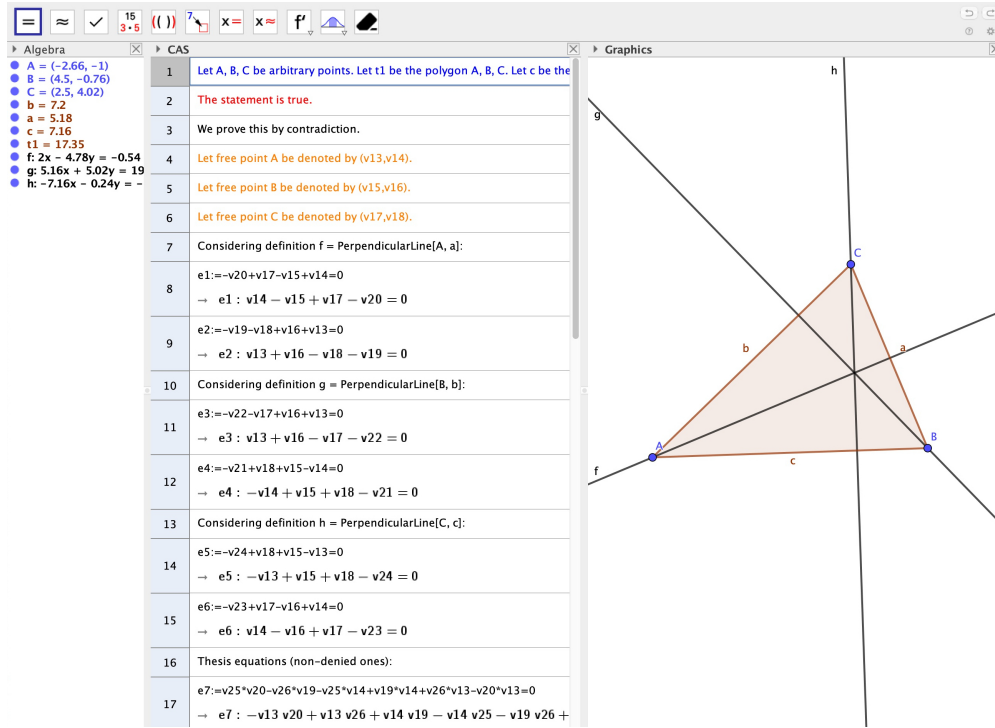 =
≈
✓
15
3•5
(( ))
7
x=
x≈
f′
Algebra
A = (-2.66, -1)
B = (4.5, -0.76)
C = (2.5, 4.02)
b = 7.2
a = 5.18
c = 7.16
t1 = 17.35
f: 2x – 4.78y = -0.54
g: 5.16x + 5.02y = 19
h: -7.16x – 0.24y = -
CAS
1
Let A, B, C be arbitrary points. Let t1 be the polygon A, B, C. Let c be the
2
The statement is true.
3
We prove this by contradiction.
4
Let free point A be denoted by (v13,v14).
5
Let free point B be denoted by (v15,v16).
6
Let free point C be denoted by (v17,v18).
7
Considering definition f = PerpendicularLine[A, a]:
8
e1:=-v20+v17-v15+v14=0
→ e1 : v14 − v15 + v17 − v20 = 0
9
e2:=-v19-v18+v16+v13=0
→ e2 : v13 + v16 − v18 − v19 = 0
10
Considering definition g = PerpendicularLine[B, b]:
11
e3:=-v22-v17+v16+v13=0
→ e3 : v13 + v16 − v17 − v22 = 0
12
e4:=-v21+v18+v15-v14=0
→ e4 : −v14 + v15 + v18 − v21 = 0
13
Considering definition h = PerpendicularLine[C, c]:
14
e5:=-v24+v18+v15-v13=0
→ e5 : −v13 + v15 + v18 − v24 = 0
15
e6:=-v23+v17-v16+v14=0
→ e6 : v14 − v16 + v17 − v23 = 0
16
Thesis equations (non-denied ones):
17
e7:=v25*v20-v26*v19-v25*v14+v19*v14+v26*v13-v20*v13=0
→ e7 : −v13 v20 + v13 v26 + v14 v19 − v14 v25 − v19 v26 +
Graphics
h
g
C
b
a
A
B
c
f